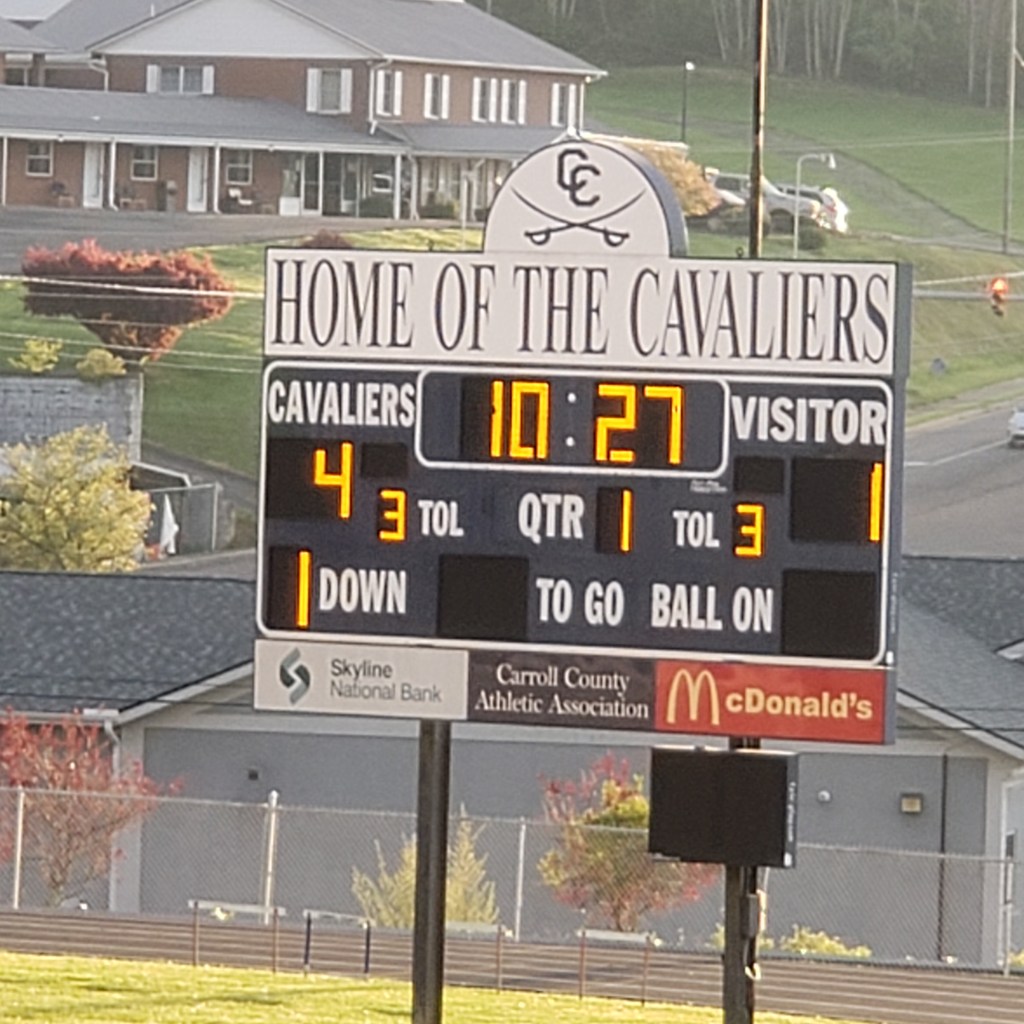 CC
HOME OF THE CAVALIERS
CAVALIERS 10:27 VISITOR
4 1
3 TOL QTR 1 TOL 3
1 DOWN TO GO BALL ON
Skyline
National Bank
Carroll County
Athletic Association
McDonald's